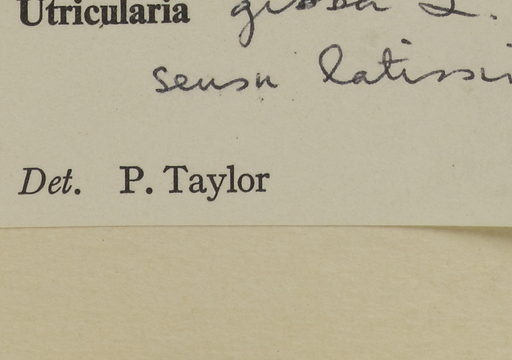 Utricularia gibba L.
sensu latissi
Det. P. Taylor